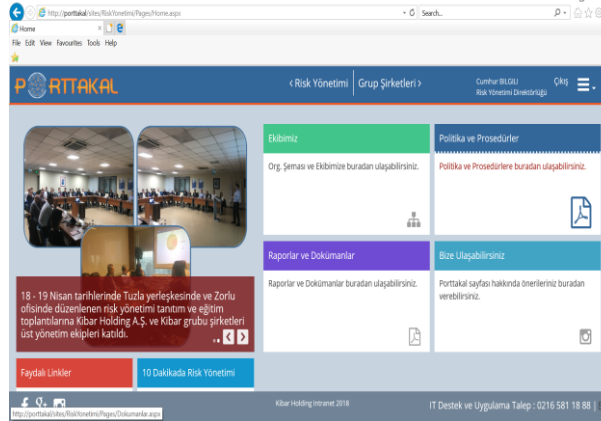 http://porttakal/sites/RiskYonetimi/Pages/Home.aspx
Search...
Home
File Edit View Favourites Tools Help
PORTTAKAL
< Risk Yönetimi
Grup Şirketleri >
Cumhur BİLGİLİ
Risk Yönetimi Direktörlüğü
Çıkış
Ekibimiz
Org. Şeması ve Ekibimize buradan ulaşabilirsiniz.
Politika ve Prosedürler
Politika ve Prosedürlere buradan ulaşabilirsiniz.
18 - 19 Nisan tarihlerinde Tuzla yerleşkesinde ve Zorlu
ofisinde düzenlenen risk yönetimi tanıtım ve eğitim
toplantılarına Kibar Holding A.Ş. ve Kibar grubu şirketleri
üst yönetim ekipleri katıldı.
Raporlar ve Dokümanlar
Raporlar ve Dokümanlar buradan ulaşabilirsiniz.
Bize Ulaşabilirsiniz
Porttakal sayfası hakkında önerileriniz buradan
verebilirsiniz.
Faydalı Linkler
10 Dakikada Risk Yönetimi
Kibar Holding Intranet 2018
IT Destek ve Uygulama Talep : 0216 581 18 88 |
http://porttakal/sites/RiskYonetimi/Pages/Dokumanlar.aspx